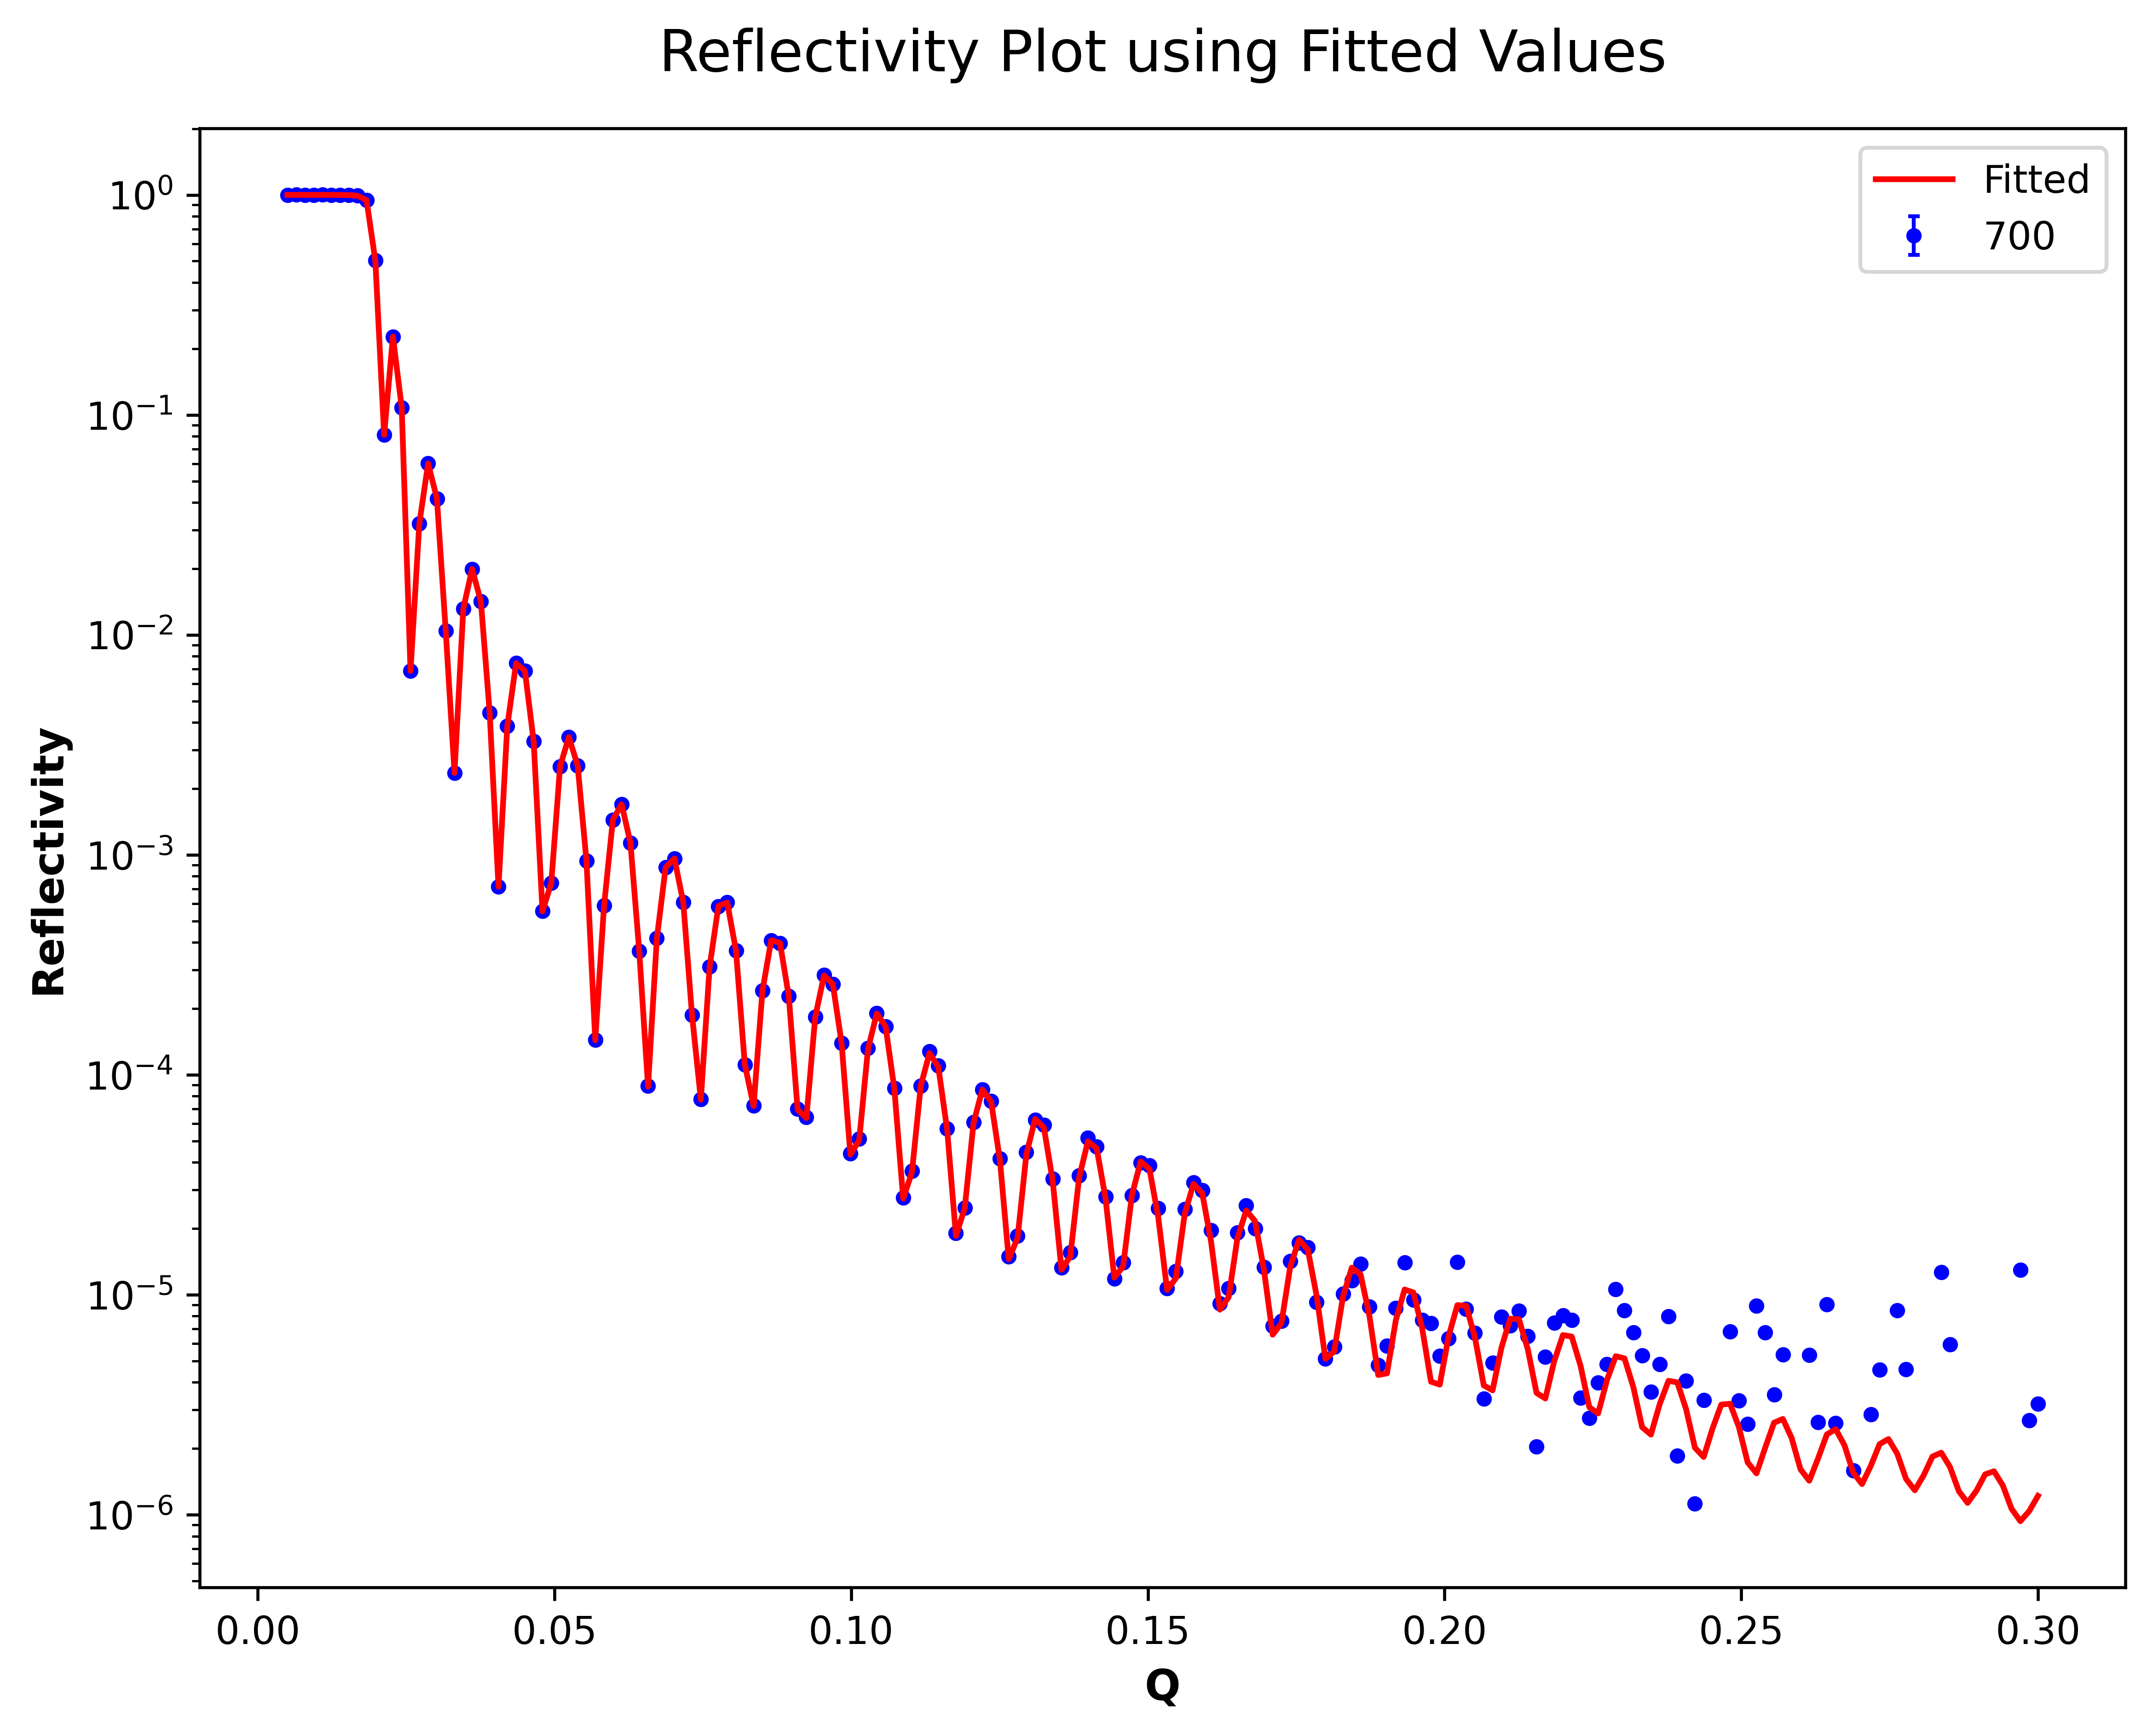 Reflectivity Plot using Fitted Values
Fitted
700
10⁰
10⁻¹
10⁻²
10⁻³
10⁻⁴
10⁻⁵
10⁻⁶
Reflectivity
0.00 0.05 0.10 0.15 0.20 0.25 0.30
Q